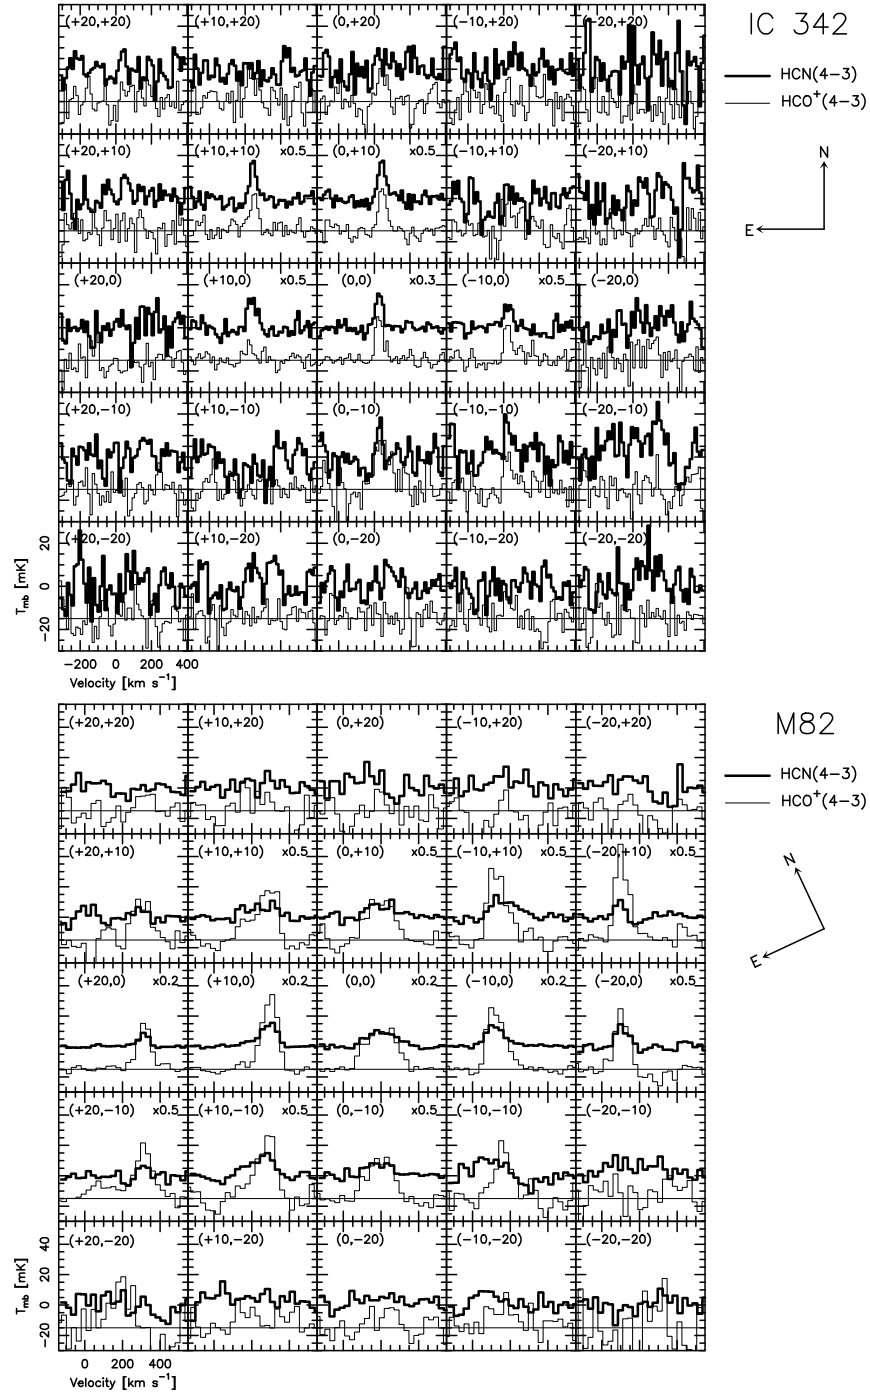 IC 342
HCN(4−3)
HCO+(4−3)
N
E
(+20,+20) (+10,+20) (0,+20) (−10,+20) (−20,+20)
(+20,+10) (+10,+10) x0.5 (0,+10) x0.5 (−10,+10) (−20,+10)
(+20,0) (+10,0) x0.5 (0,0) x0.3 (−10,0) x0.5 (−20,0)
(+20,−10) (+10,−10) (0,−10) (−10,−10) (−20,−10)
(+20,−20) (+10,−20) (0,−20) (−10,−20) (−20,−20)
20
0
−20
Tmb [mK]
−200 0 200 400
Velocity [km s−1]
M82
HCN(4−3)
HCO+(4−3)
N
E
(+20,+20) (+10,+20) (0,+20) (−10,+20) (−20,+20)
(+20,+10) (+10,+10) x0.5 (0,+10) x0.5 (−10,+10) x0.5 (−20,+10) x0.5
(+20,0) x0.2 (+10,0) x0.2 (0,0) x0.2 (−10,0) x0.2 (−20,0) x0.5
(+20,−10) x0.5 (+10,−10) x0.5 (0,−10) x0.5 (−10,−10) (−20,−10)
(+20,−20) (+10,−20) (0,−20) (−10,−20) (−20,−20)
40
20
0
−20
Tmb [mK]
0 200 400
Velocity [km s−1]